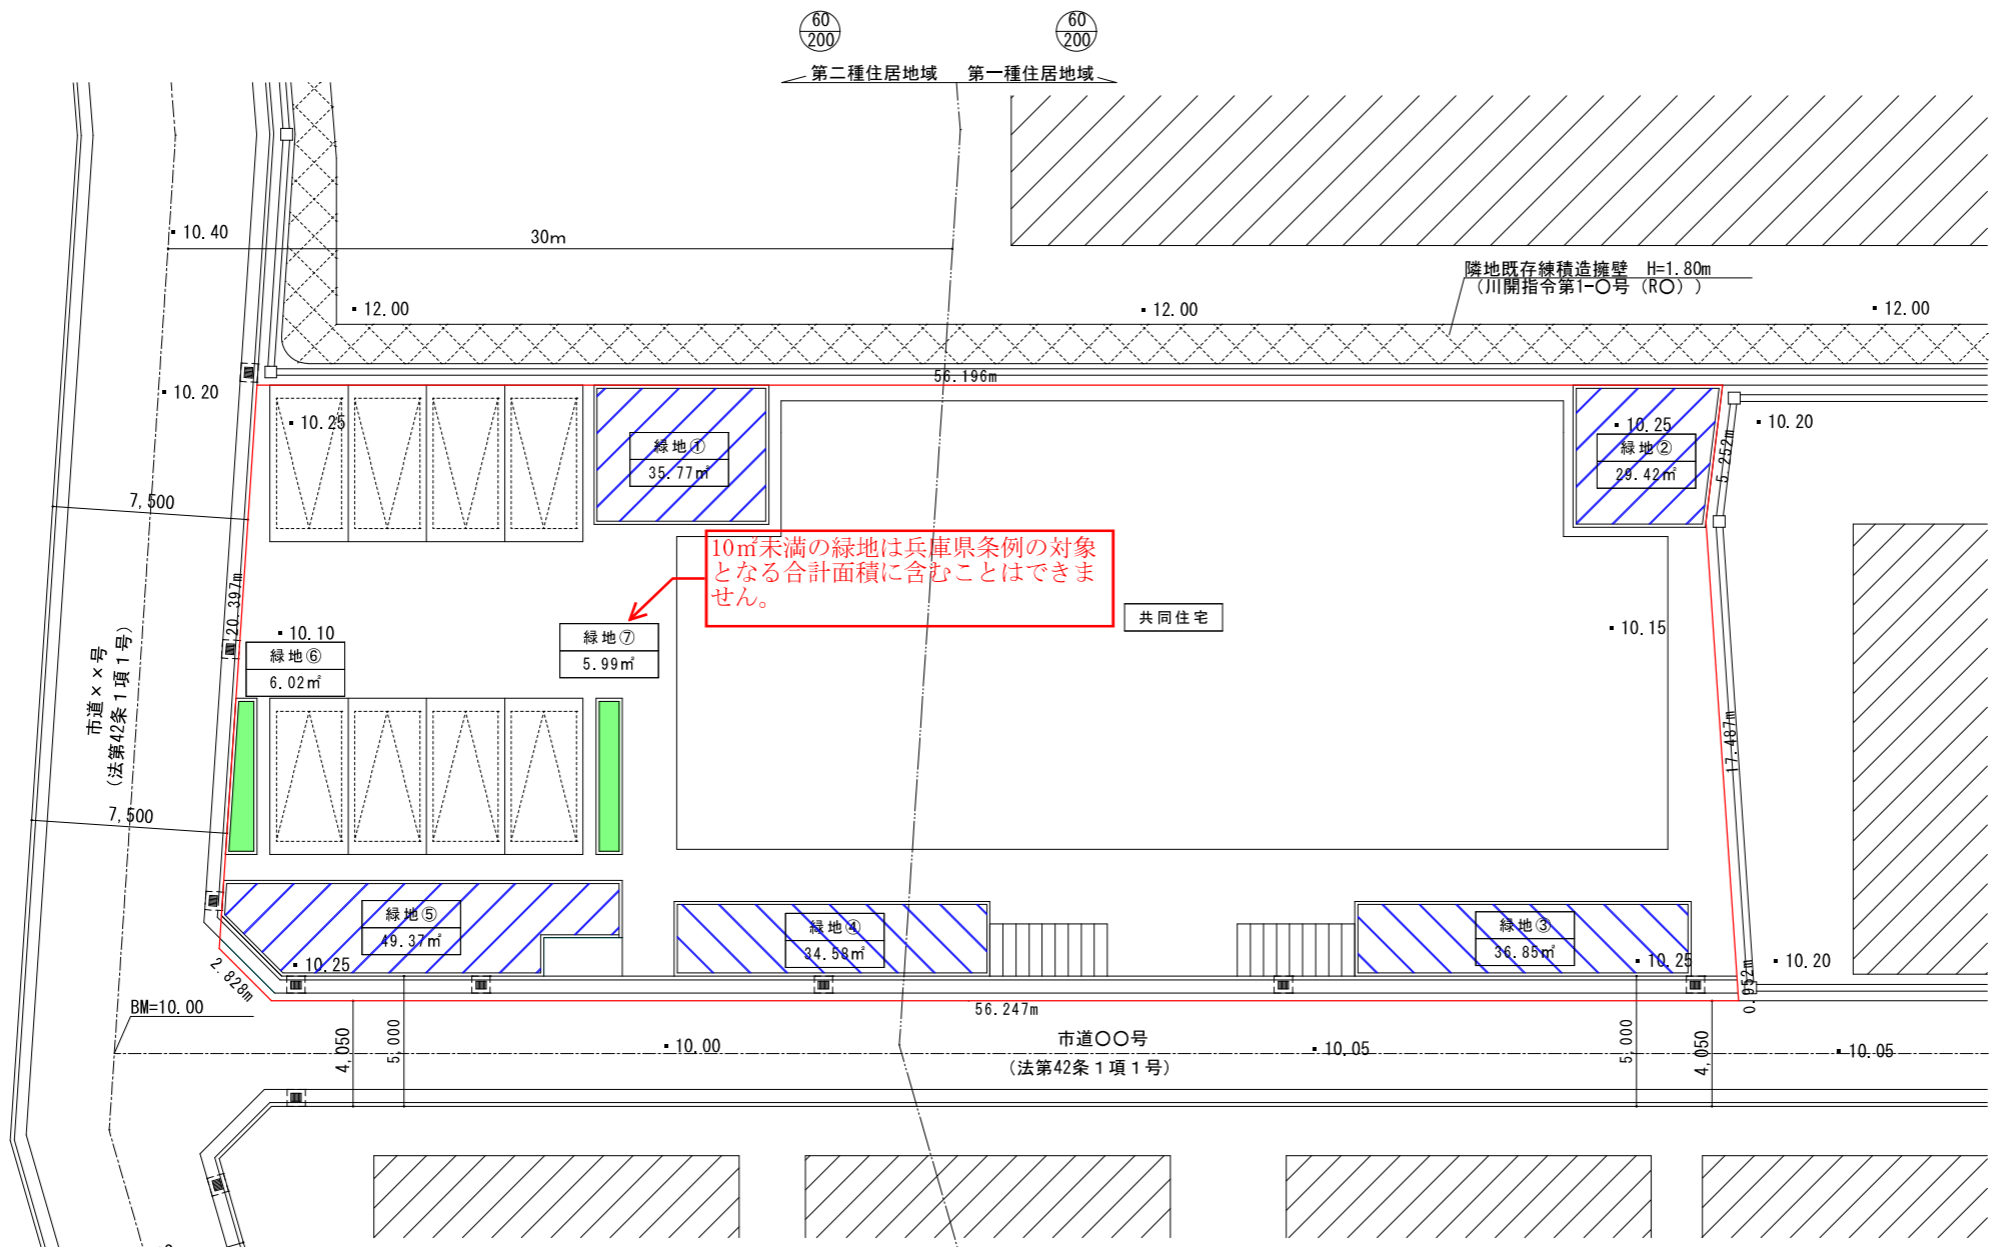 60
200
60
200
第二種住居地域
第一種住居地域
10.40
30m
隣地既存練積造擁壁 H=1.80m
（川開指令第1-〇号（R〇））
12.00
12.00
12.00
56.196m
10.20
10.25
緑地①
35.77㎡
10.25
緑地②
29.42㎡
5.252m
10.20
7,500
10㎡未満の緑地は兵庫県条例の対象
となる合計面積に含むことはできま
せん。
20.397m
10.10
緑地⑦
5.99㎡
共同住宅
10.15
緑地⑥
6.02㎡
市道××号
（法第42条１項１号）
17.487m
7,500
緑地⑤
49.37㎡
緑地④
34.58㎡
緑地③
36.85㎡
10.25
10.25
10.20
2.828m
0.952m
BM=10.00
56.247m
4,050
5,000
10.00
市道〇〇号
（法第42条１項１号）
10.05
5,000
4,050
10.05